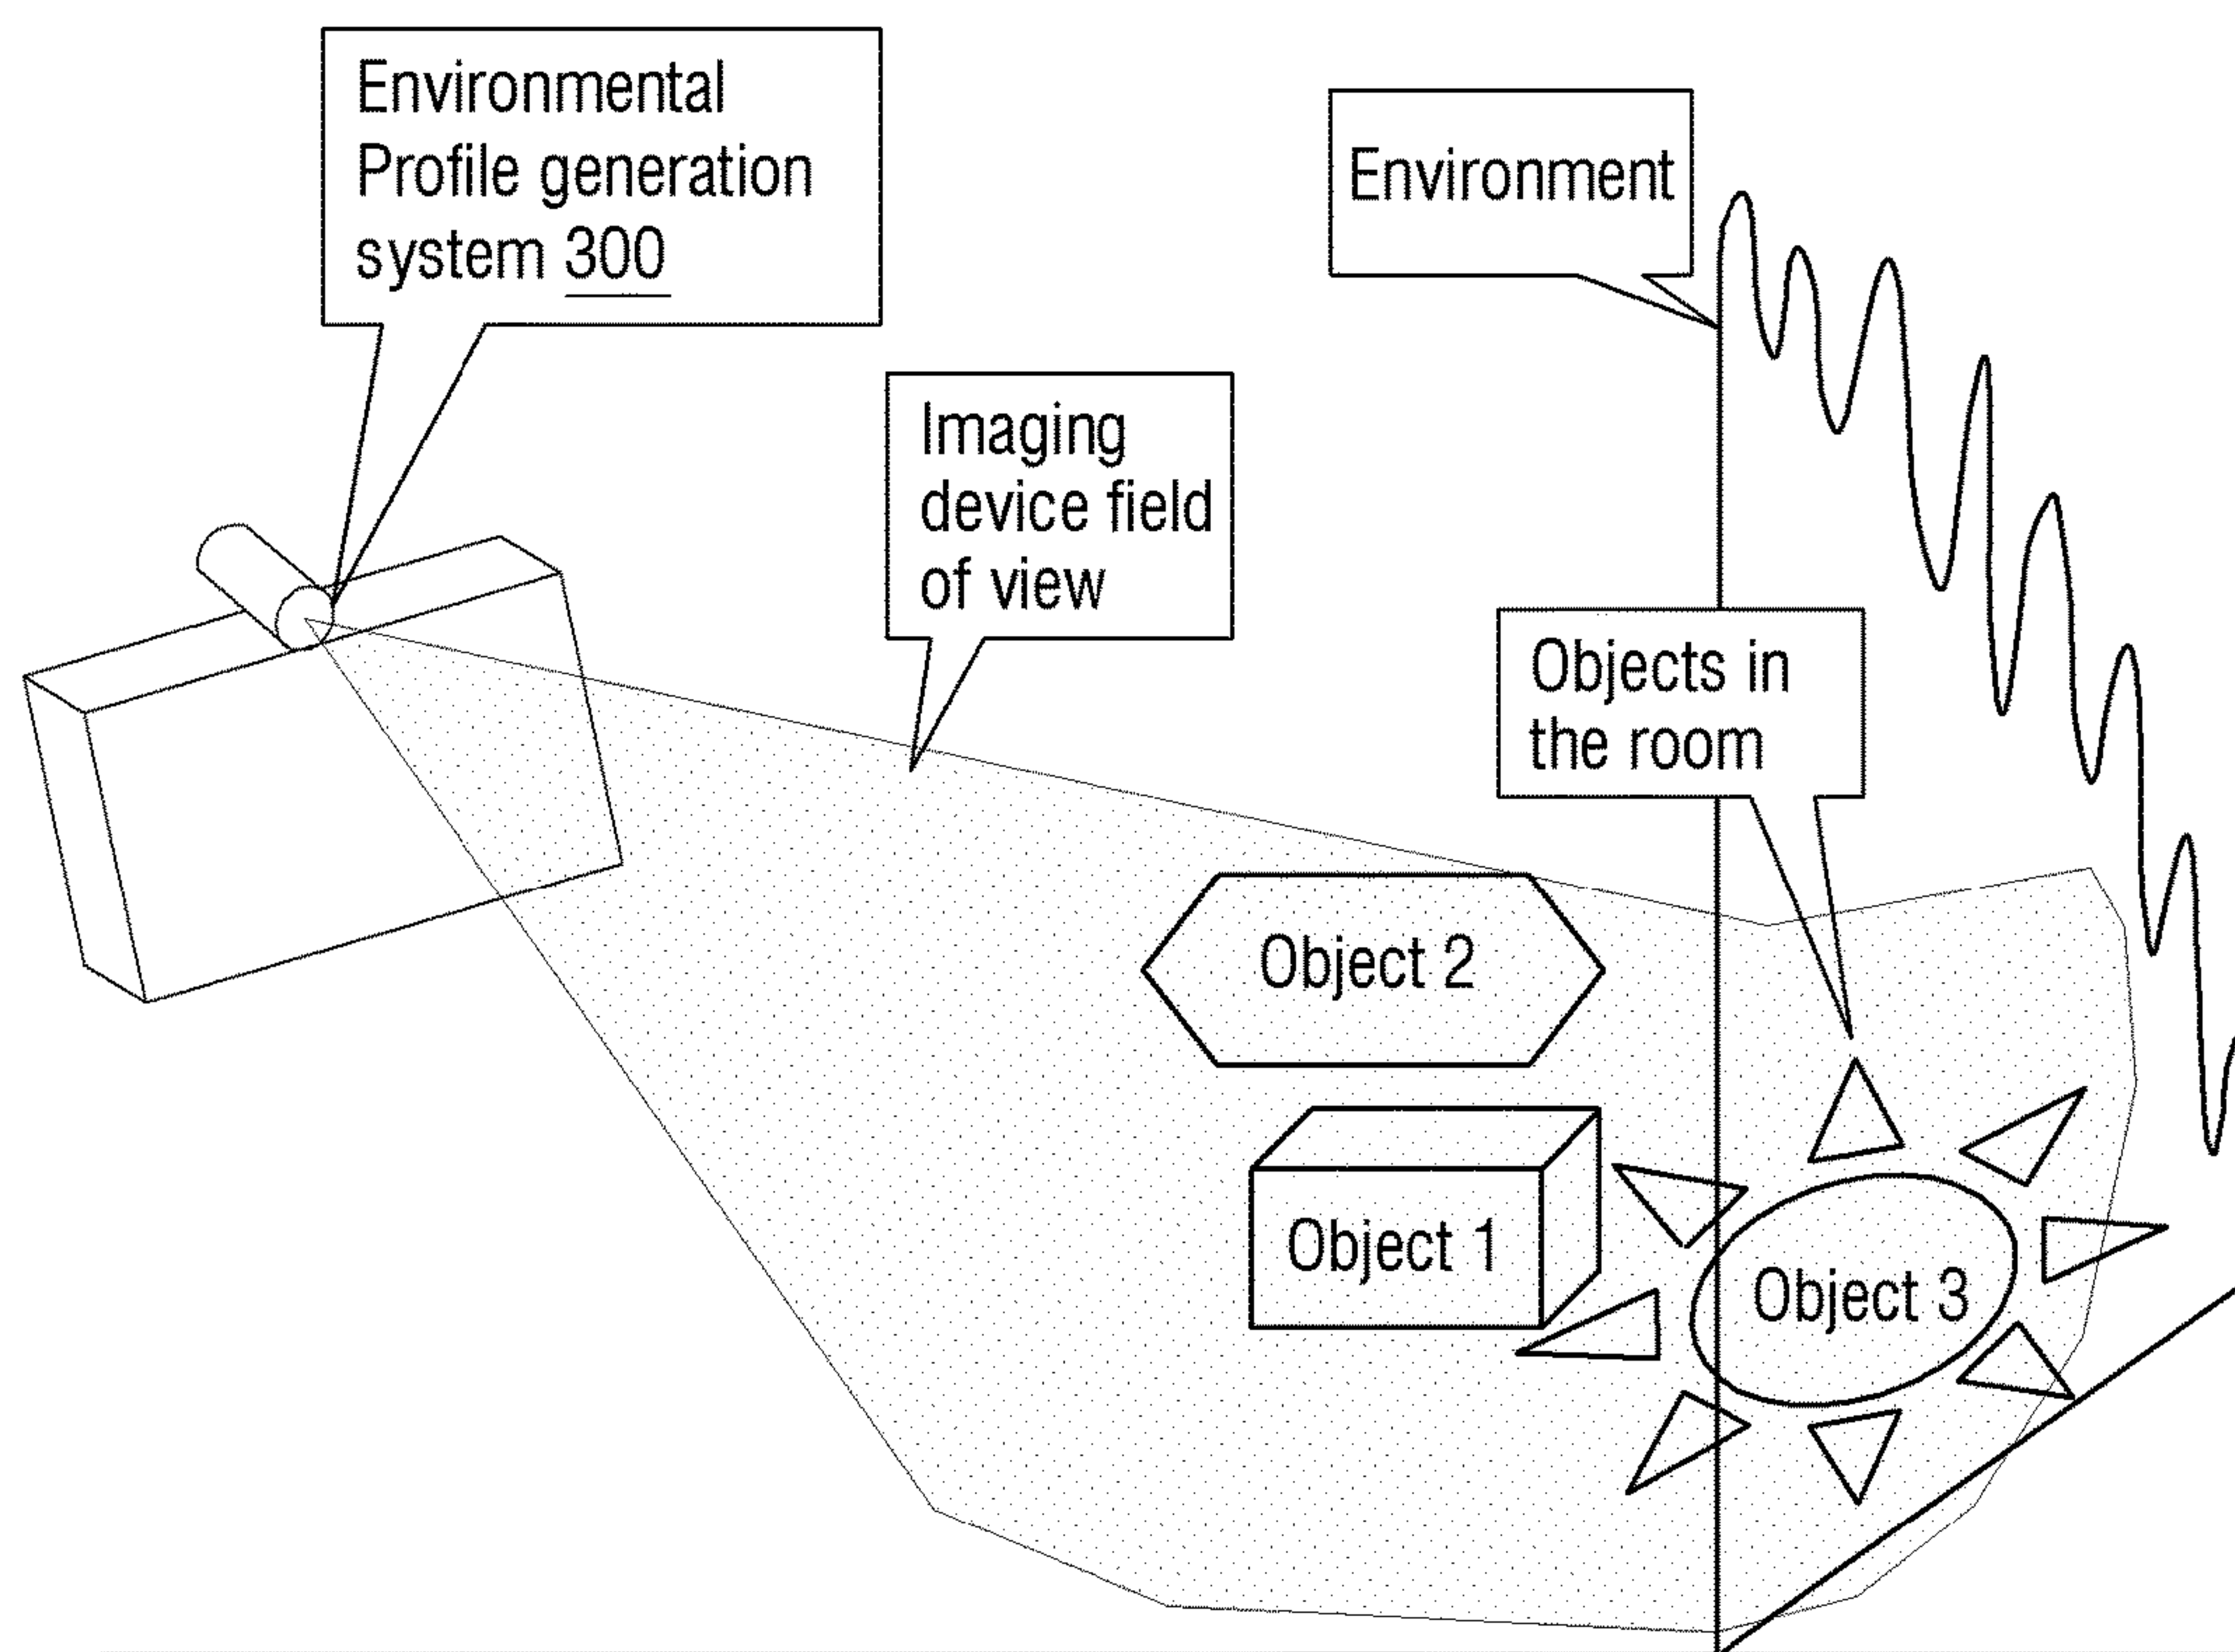 Environmental
Profile generation
system 300
Environment
Imaging
device field
of view
Objects in
the room
Object 2
Object 1
Object 3